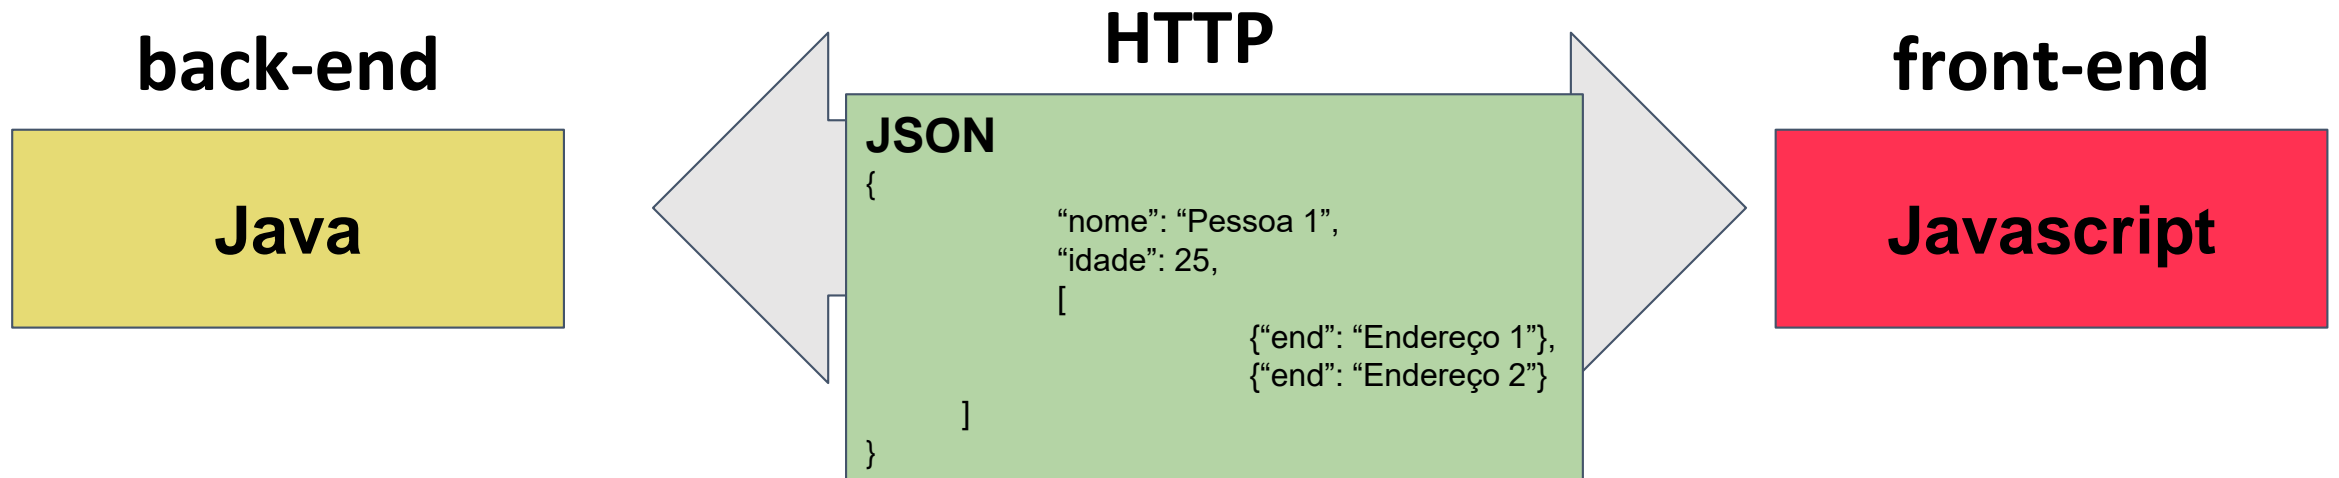 back-end
Java
HTTP
JSON
{
“nome”: “Pessoa 1”,
“idade”: 25,
[
{“end”: “Endereço 1”},
{“end”: “Endereço 2”}
]
}
front-end
Javascript